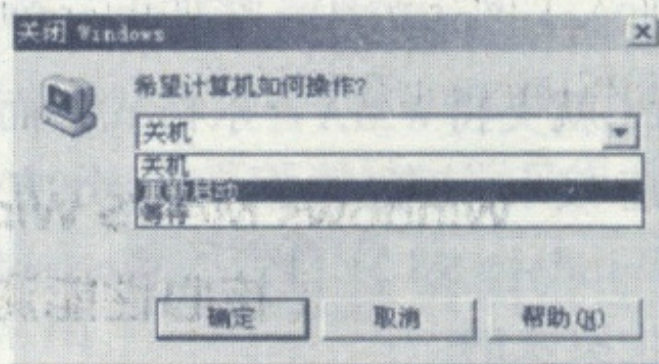 关闭 Windows
希望计算机如何操作?
关机
关机
重新启动
等待
确定
取消
帮助(H)